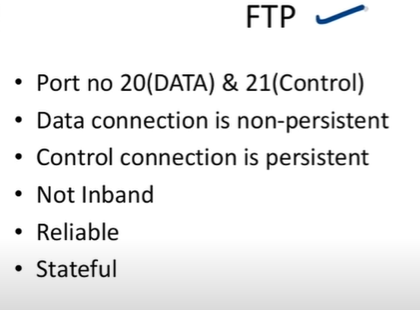 FTP
• Port no 20(DATA) & 21(Control)
• Data connection is non-persistent
• Control connection is persistent
• Not Inband
• Reliable
• Stateful